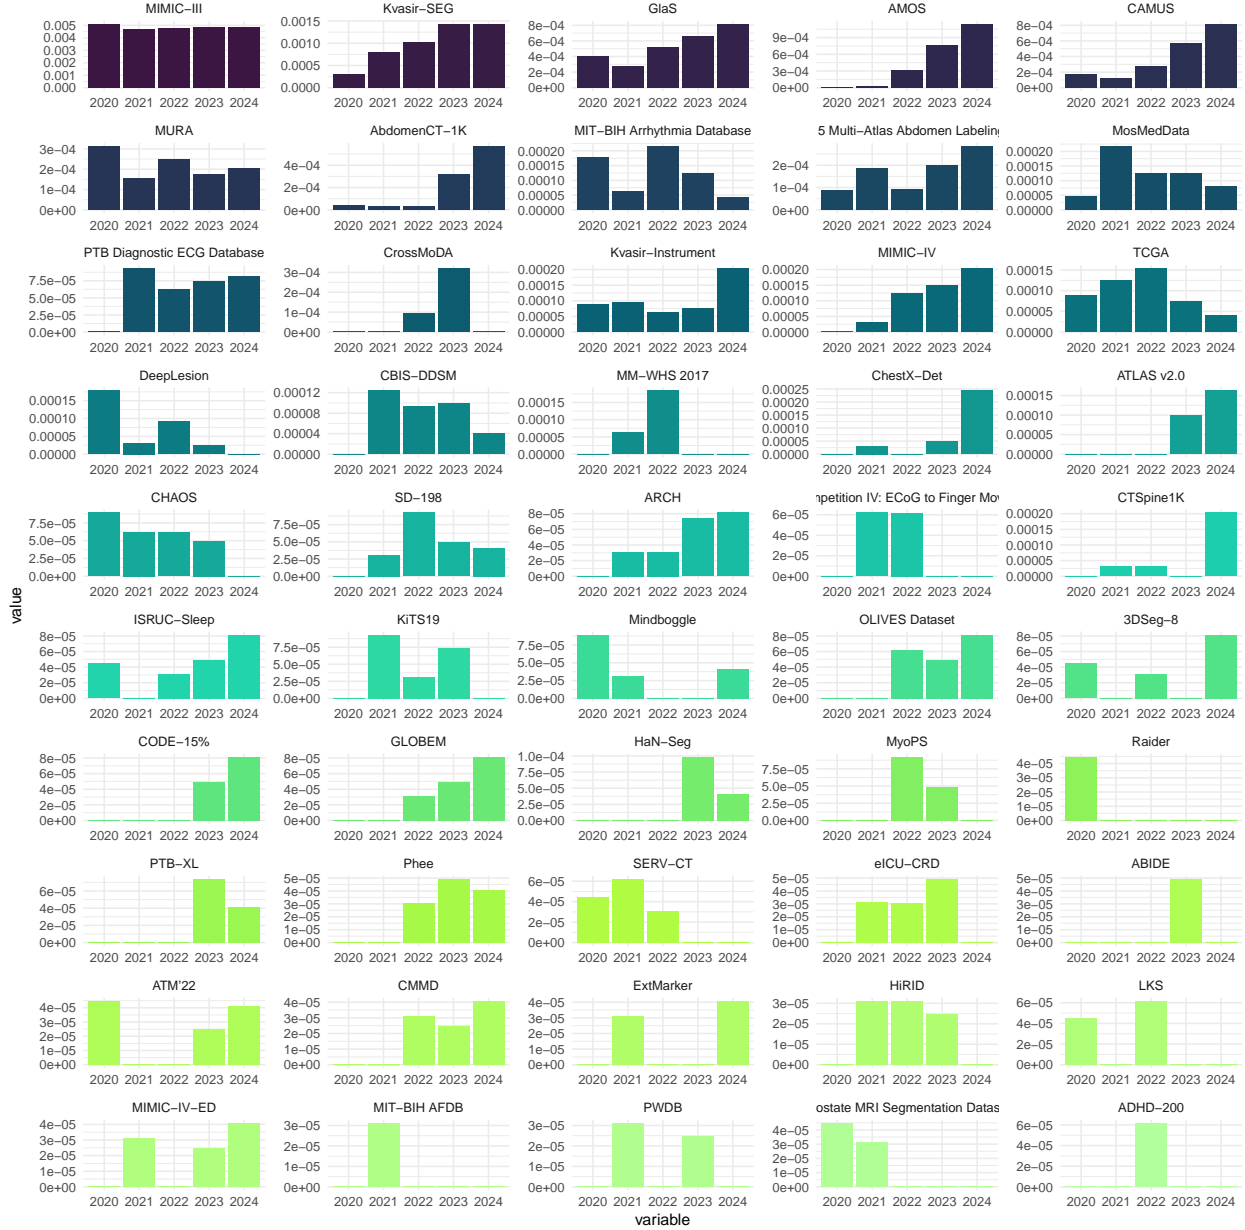 MIMIC−III
Kvasir−SEG
GlaS
AMOS
CAMUS
0.005
0.004
0.003
0.002
0.001
0.000
0.0015
0.0010
0.0005
0.0000
8e−04
6e−04
4e−04
2e−04
0e+00
9e−04
6e−04
3e−04
0e+00
8e−04
6e−04
4e−04
2e−04
0e+00
2020 2021 2022 2023 2024
2020 2021 2022 2023 2024
2020 2021 2022 2023 2024
2020 2021 2022 2023 2024
2020 2021 2022 2023 2024
MURA
AbdomenCT−1K
MIT−BIH Arrhythmia Database
5 Multi−Atlas Abdomen Labeling
MosMedData
3e−04
2e−04
1e−04
0e+00
4e−04
2e−04
0e+00
0.00020
0.00015
0.00010
0.00005
0.00000
2e−04
1e−04
0e+00
0.00020
0.00015
0.00010
0.00005
0.00000
2020 2021 2022 2023 2024
2020 2021 2022 2023 2024
2020 2021 2022 2023 2024
2020 2021 2022 2023 2024
2020 2021 2022 2023 2024
PTB Diagnostic ECG Database
CrossMoDA
Kvasir−Instrument
MIMIC−IV
TCGA
7.5e−05
5.0e−05
2.5e−05
0.0e+00
3e−04
2e−04
1e−04
0e+00
0.00020
0.00015
0.00010
0.00005
0.00000
0.00020
0.00015
0.00010
0.00005
0.00000
0.00015
0.00010
0.00005
0.00000
2020 2021 2022 2023 2024
2020 2021 2022 2023 2024
2020 2021 2022 2023 2024
2020 2021 2022 2023 2024
2020 2021 2022 2023 2024
DeepLesion
CBIS−DDSM
MM−WHS 2017
ChestX−Det
ATLAS v2.0
0.00015
0.00010
0.00005
0.00000
0.00012
0.00008
0.00004
0.00000
0.00015
0.00010
0.00005
0.00000
0.00025
0.00020
0.00015
0.00010
0.00005
0.00000
0.00015
0.00010
0.00005
0.00000
2020 2021 2022 2023 2024
2020 2021 2022 2023 2024
2020 2021 2022 2023 2024
2020 2021 2022 2023 2024
2020 2021 2022 2023 2024
CHAOS
SD−198
ARCH
petition IV: ECoG to Finger Mov
CTSpine1K
7.5e−05
5.0e−05
2.5e−05
0.0e+00
7.5e−05
5.0e−05
2.5e−05
0.0e+00
8e−05
6e−05
4e−05
2e−05
0e+00
6e−05
4e−05
2e−05
0e+00
0.00020
0.00015
0.00010
0.00005
0.00000
2020 2021 2022 2023 2024
2020 2021 2022 2023 2024
2020 2021 2022 2023 2024
2020 2021 2022 2023 2024
2020 2021 2022 2023 2024
value
ISRUC−Sleep
KiTS19
Mindboggle
OLIVES Dataset
3DSeg−8
8e−05
6e−05
4e−05
2e−05
0e+00
7.5e−05
5.0e−05
2.5e−05
0.0e+00
7.5e−05
5.0e−05
2.5e−05
0.0e+00
8e−05
6e−05
4e−05
2e−05
0e+00
8e−05
6e−05
4e−05
2e−05
0e+00
2020 2021 2022 2023 2024
2020 2021 2022 2023 2024
2020 2021 2022 2023 2024
2020 2021 2022 2023 2024
2020 2021 2022 2023 2024
CODE−15%
GLOBEM
HaN−Seg
MyoPS
Raider
8e−05
6e−05
4e−05
2e−05
0e+00
8e−05
6e−05
4e−05
2e−05
0e+00
1.0e−04
7.5e−05
5.0e−05
2.5e−05
0.0e+00
7.5e−05
5.0e−05
2.5e−05
0.0e+00
4e−05
3e−05
2e−05
1e−05
0e+00
2020 2021 2022 2023 2024
2020 2021 2022 2023 2024
2020 2021 2022 2023 2024
2020 2021 2022 2023 2024
2020 2021 2022 2023 2024
PTB−XL
Phee
SERV−CT
eICU−CRD
ABIDE
6e−05
4e−05
2e−05
0e+00
5e−05
4e−05
3e−05
2e−05
1e−05
0e+00
6e−05
4e−05
2e−05
0e+00
5e−05
4e−05
3e−05
2e−05
1e−05
0e+00
5e−05
4e−05
3e−05
2e−05
1e−05
0e+00
2020 2021 2022 2023 2024
2020 2021 2022 2023 2024
2020 2021 2022 2023 2024
2020 2021 2022 2023 2024
2020 2021 2022 2023 2024
ATM'22
CMMD
ExtMarker
HiRID
LKS
4e−05
3e−05
2e−05
1e−05
0e+00
4e−05
3e−05
2e−05
1e−05
0e+00
4e−05
3e−05
2e−05
1e−05
0e+00
3e−05
2e−05
1e−05
0e+00
6e−05
4e−05
2e−05
0e+00
2020 2021 2022 2023 2024
2020 2021 2022 2023 2024
2020 2021 2022 2023 2024
2020 2021 2022 2023 2024
2020 2021 2022 2023 2024
MIMIC−IV−ED
MIT−BIH AFDB
PWDB
ostate MRI Segmentation Datas
ADHD−200
4e−05
3e−05
2e−05
1e−05
0e+00
3e−05
2e−05
1e−05
0e+00
3e−05
2e−05
1e−05
0e+00
4e−05
3e−05
2e−05
1e−05
0e+00
6e−05
4e−05
2e−05
0e+00
2020 2021 2022 2023 2024
2020 2021 2022 2023 2024
2020 2021 2022 2023 2024
2020 2021 2022 2023 2024
2020 2021 2022 2023 2024
variable